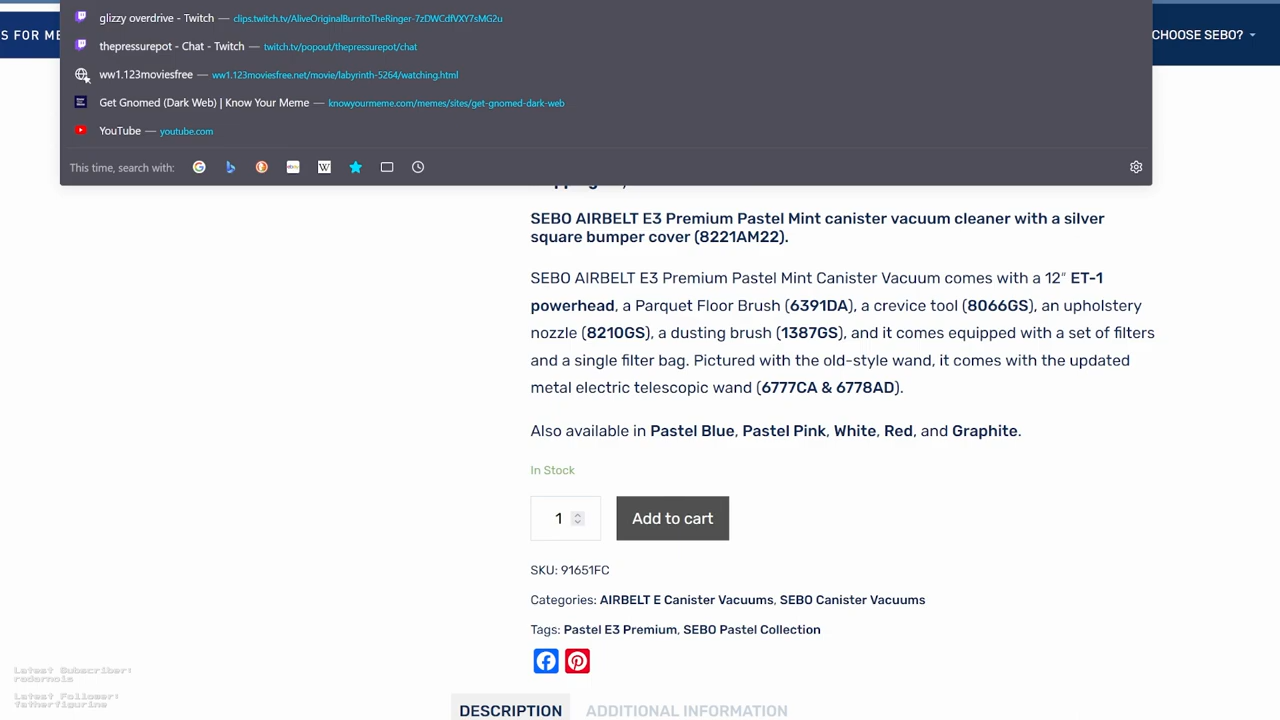 glizzy overdrive - Twitch — clips.twitch.tv/AliveOriginalBurritoTheRinger-7zDWCdfVXY7sMG2u
S FOR ME
CHOOSE SEBO?
thepressurepot - Chat - Twitch — twitch.tv/popout/thepressurepot/chat
ww1.123moviesfree — ww1.123moviesfree.net/movie/labyrinth-5264/watching.html
Get Gnomed (Dark Web) | Know Your Meme — knowyourmeme.com/memes/sites/get-gnomed-dark-web
YouTube — youtube.com
This time, search with:
SEBO AIRBELT E3 Premium Pastel Mint canister vacuum cleaner with a silver
square bumper cover (8221AM22).
SEBO AIRBELT E3 Premium Pastel Mint Canister Vacuum comes with a 12" ET-1
powerhead, a Parquet Floor Brush (6391DA), a crevice tool (8066GS), an upholstery
nozzle (8210GS), a dusting brush (1387GS), and it comes equipped with a set of filters
and a single filter bag. Pictured with the old-style wand, it comes with the updated
metal electric telescopic wand (6777CA & 6778AD).
Also available in Pastel Blue, Pastel Pink, White, Red, and Graphite.
In Stock
1
Add to cart
SKU: 91651FC
Categories: AIRBELT E Canister Vacuums, SEBO Canister Vacuums
Tags: Pastel E3 Premium, SEBO Pastel Collection
Latest Subscriber:
rodarnois
Latest Follower:
fatherfigurine
DESCRIPTION
ADDITIONAL INFORMATION